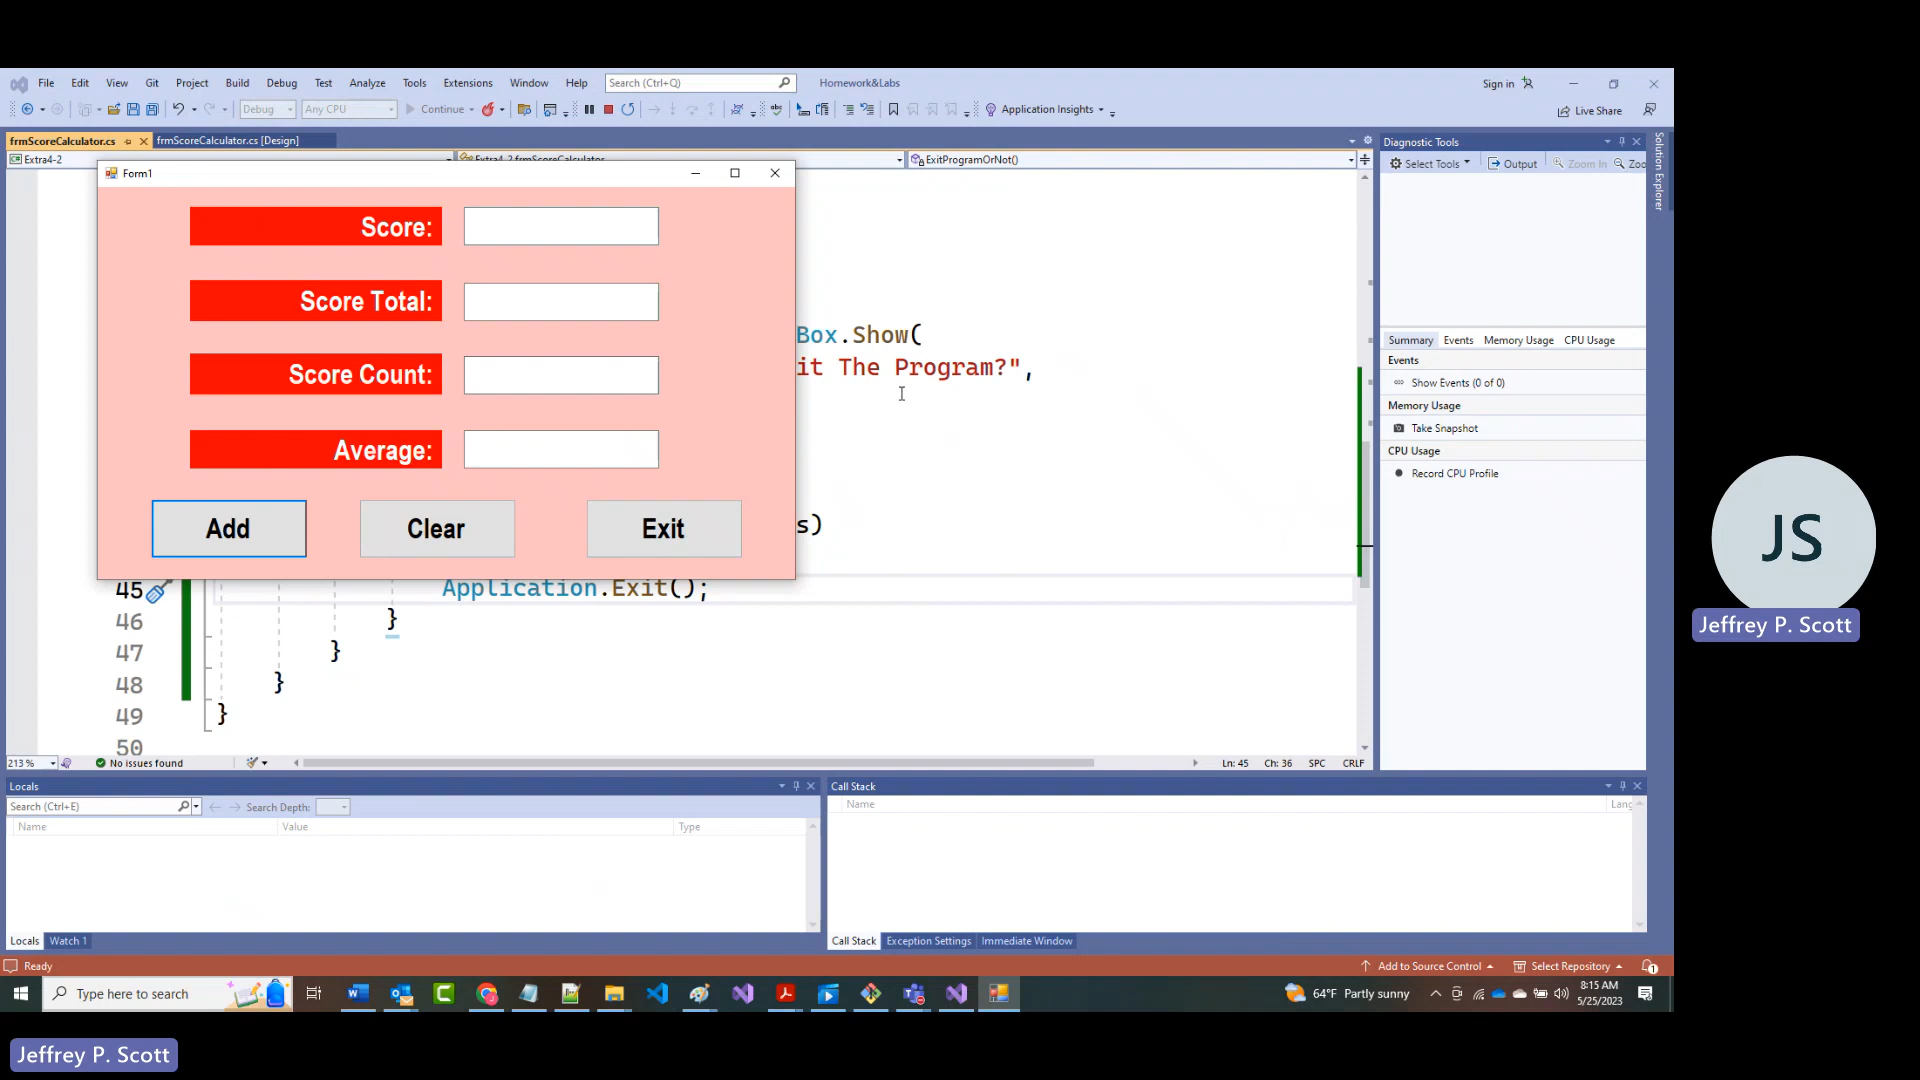 File Edit View Git Project Build Debug Test Analyze Tools Extensions Window Help Search (Ctrl+Q) Homework&Labs Sign in
Debug Any CPU Continue Application Insights Live Share
frmScoreCalculator.cs frmScoreCalculator.cs [Design] Diagnostic Tools
Extra4-2 Extra4-2.frmScoreCalculator ExitProgramOrNot() Select Tools Output Zoom In Zoo
Solution Explorer
Form1
Score:
Score Total:
Score Count:
Average:
Add Clear Exit
Box.Show(
it The Program?",
s)
45 Application.Exit();
46 }
47 }
48 }
49 }
50
Summary Events Memory Usage CPU Usage
Events
Show Events (0 of 0)
Memory Usage
Take Snapshot
CPU Usage
Record CPU Profile
213 % No issues found Ln: 45 Ch: 36 SPC CRLF
Locals
Search (Ctrl+E) Search Depth:
Name Value Type
Locals Watch 1
Call Stack
Name Lang
Call Stack Exception Settings Immediate Window
Ready Add to Source Control Select Repository 1
Type here to search 64°F Partly sunny 8:15 AM
5/25/2023
JS
Jeffrey P. Scott
Jeffrey P. Scott